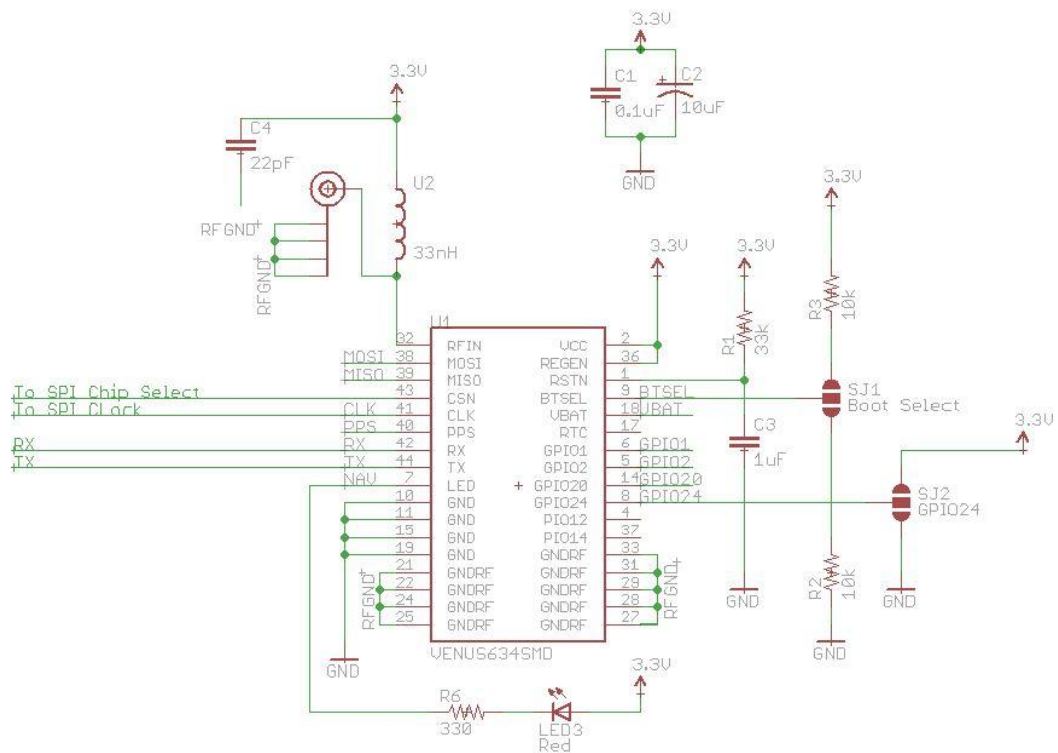 3.3V
3.3V
C1
0.1uF
C2
10uF
GND
C4
22pF
U2
33nH
RFGND
RFGND
3.3V
3.3V
3.3V
R3
10k
R1
33k
U1
32 RFIN VCC 2
MOSI 38 MOSI REGEN 36
MISO 39 MISO RSTN 1
To SPI Chip Select 43 CSN BTSEL 9 BTSEL
To SPI CLock CLK 41 CLK VBAT 18 VBAT
PPS 40 PPS RTC 17
RX RX 42 RX GPIO1 6 GPIO1
TX TX 44 TX GPIO2 5 GPIO2
NAV 7 LED GPIO20 14 GPIO20
10 GND GPIO24 8 GPIO24
11 GND PIO12 4
15 GND PIO14 37
19 GND GNDRF 33
21 GNDRF GNDRF 31
22 GNDRF GNDRF 29
24 GNDRF GNDRF 28
25 GNDRF GNDRF 27
RFGND
RFGND
VENUS634SMD
GND
SJ1
Boot Select
C3
1uF
GND
3.3V
SJ2
GPIO24
GND
R2
10k
GND
R6
330
LED3
Red
3.3V